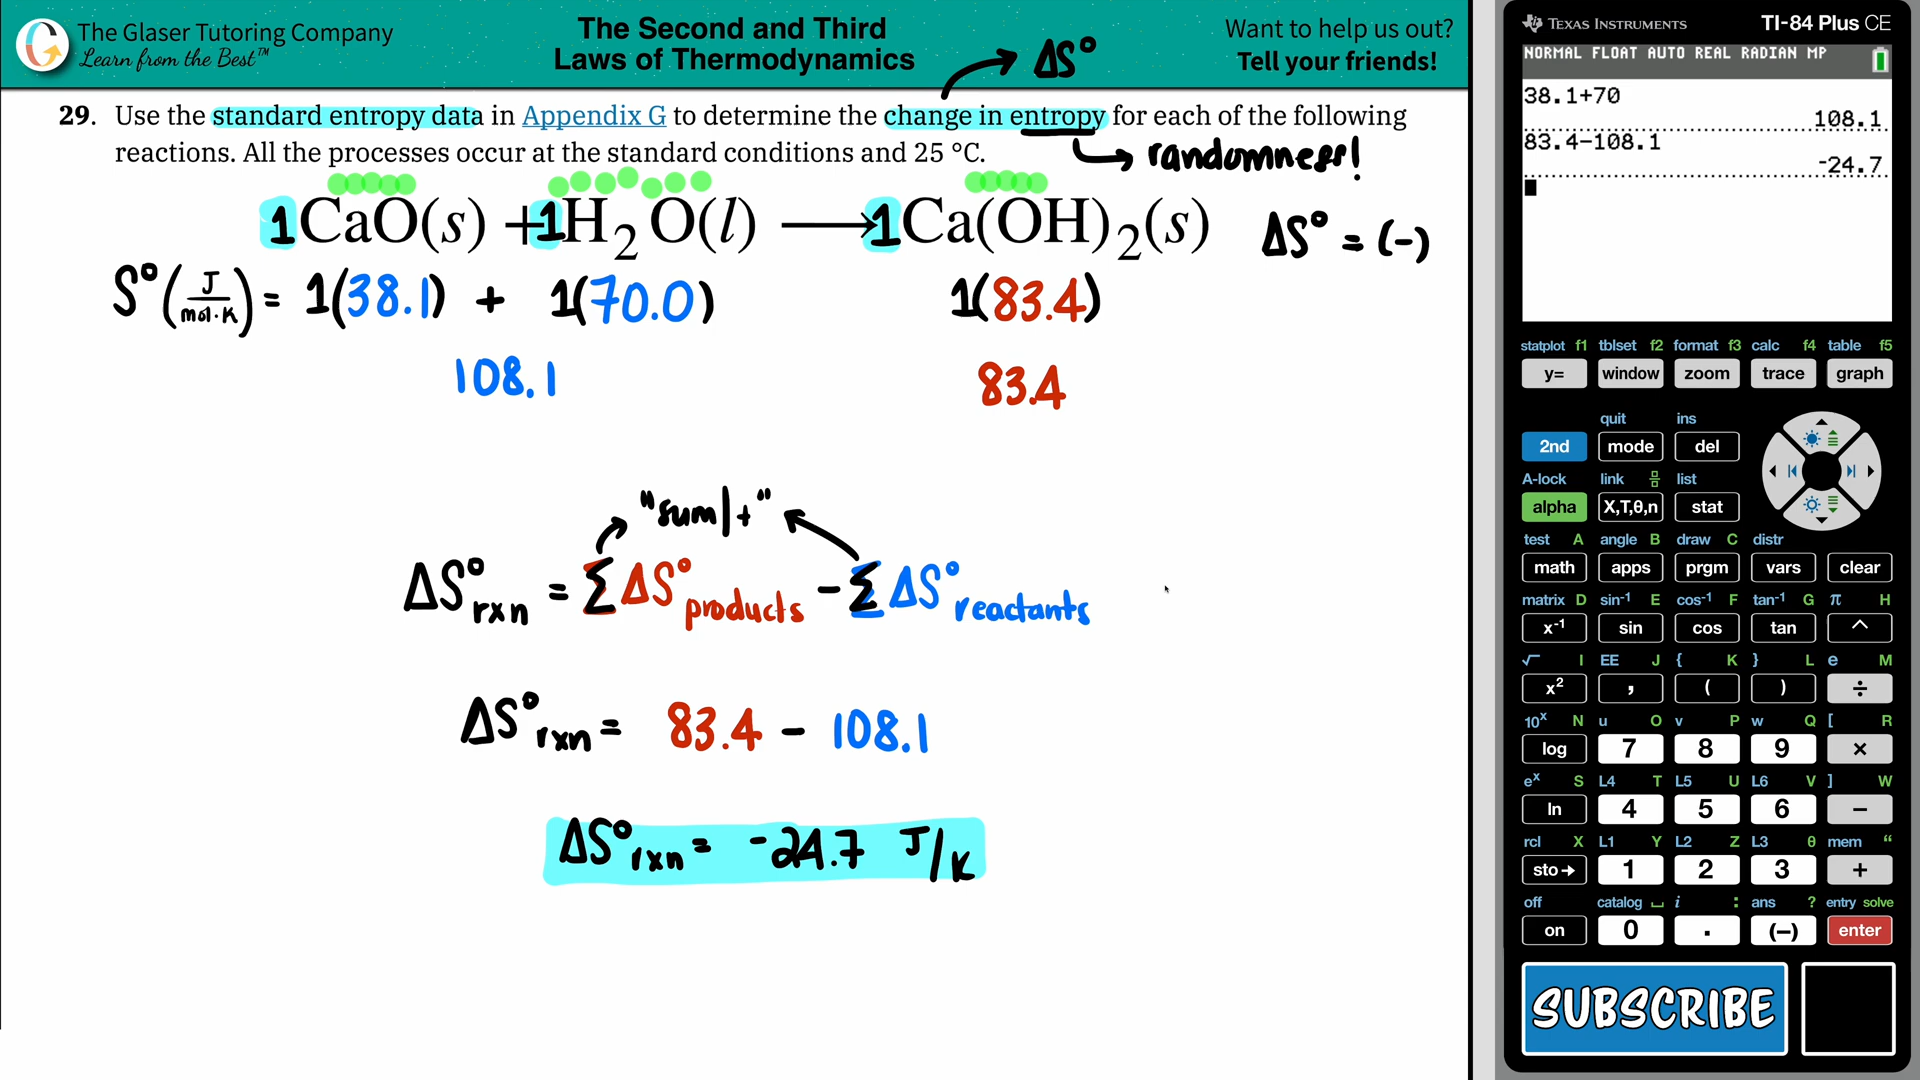 The Glaser Tutoring Company
Learn from the Best™
The Second and Third
Laws of Thermodynamics
Want to help us out?
Tell your friends!
ΔS°
29. Use the standard entropy data in Appendix G to determine the change in entropy for each of the following
reactions. All the processes occur at the standard conditions and 25 °C.
randomness!
1CaO(s) + 1H₂O(l) ⟶ 1Ca(OH)₂(s)
ΔS° = (-)
S° (J/mol·K) = 1(38.1) + 1(70.0) 1(83.4)
108.1 83.4
"sum|+"
ΔS°rxn = ΣΔS°products - ΣΔS°reactants
ΔS°rxn = 83.4 - 108.1
ΔS°rxn = -24.7 J/K
TEXAS INSTRUMENTS TI-84 Plus CE
NORMAL FLOAT AUTO REAL RADIAN MP
38.1+70
108.1
83.4-108.1
-24.7
statplot f1 tblset f2 format f3 calc f4 table f5
y= window zoom trace graph
quit ins
2nd mode del
A-lock link list
alpha X,T,θ,n stat
test A angle B draw C distr
math apps prgm vars clear
matrix D sin⁻¹ E cos⁻¹ F tan⁻¹ G π H
x⁻¹ sin cos tan ^
√ I EE J { K } L e M
x² , ( ) ÷
10ˣ N u O v P w Q [ R
log 7 8 9 ×
eˣ S L4 T L5 U L6 V ] W
ln 4 5 6 −
rcl X L1 Y L2 Z L3 θ mem "
sto→ 1 2 3 +
off catalog ␣ i : ans ? entry solve
on 0 . (−) enter
SUBSCRIBE